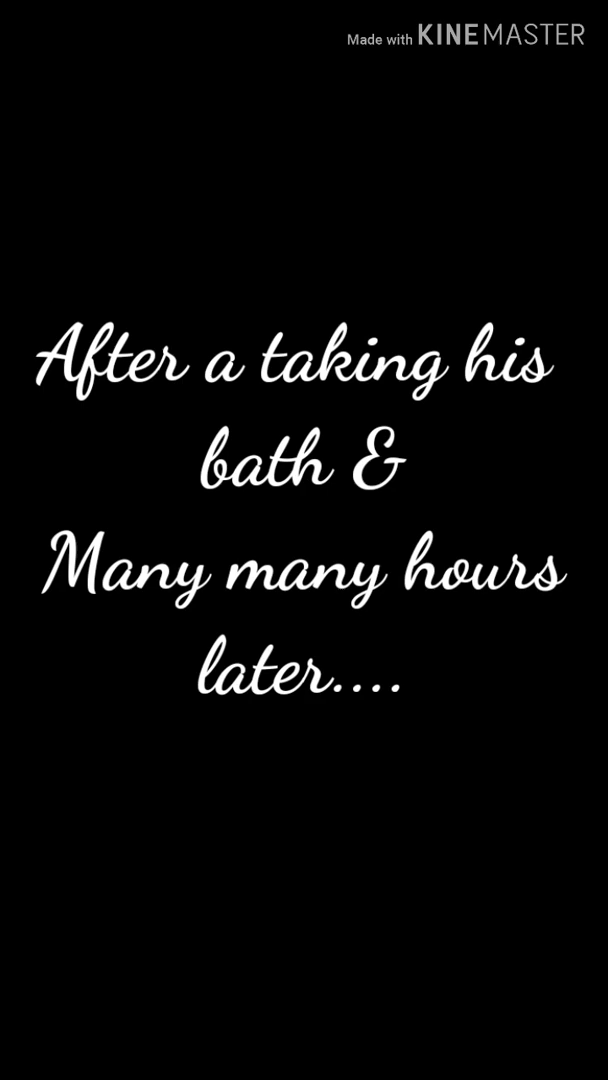 Made with KINEMASTER
After a taking his
bath &
Many many hours
later....